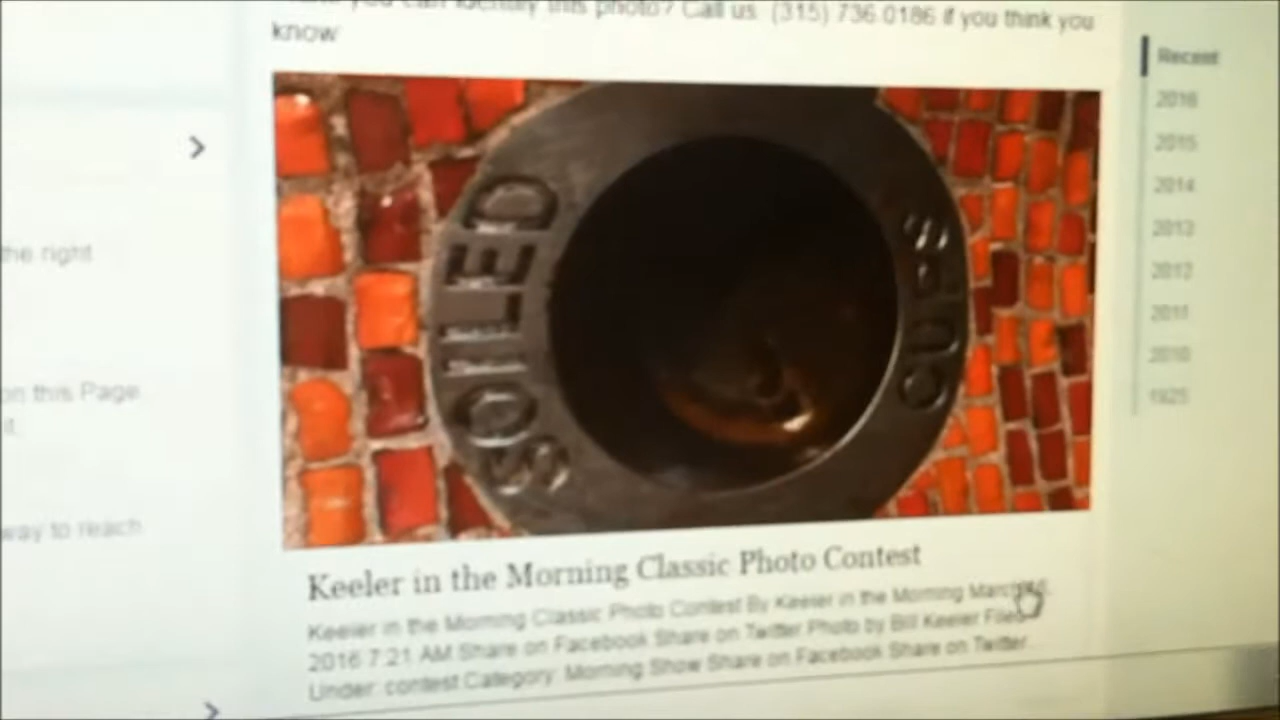 you can identify this photo? Call us (315) 736.0186 if you think you
know
Recent
2016
2015
2014
2013
2012
2011
2010
1925
the right
on this Page
it.
way to reach
SOILED
CUPS
Keeler in the Morning Classic Photo Contest
Keeler in the Morning Classic Photo Contest By Keeler in the Morning March
2016 7:21 AM Share on Facebook Share on Twitter Photo by Bill Keeler Filed
Under: contest Category: Morning Show Share on Facebook Share on Twitter